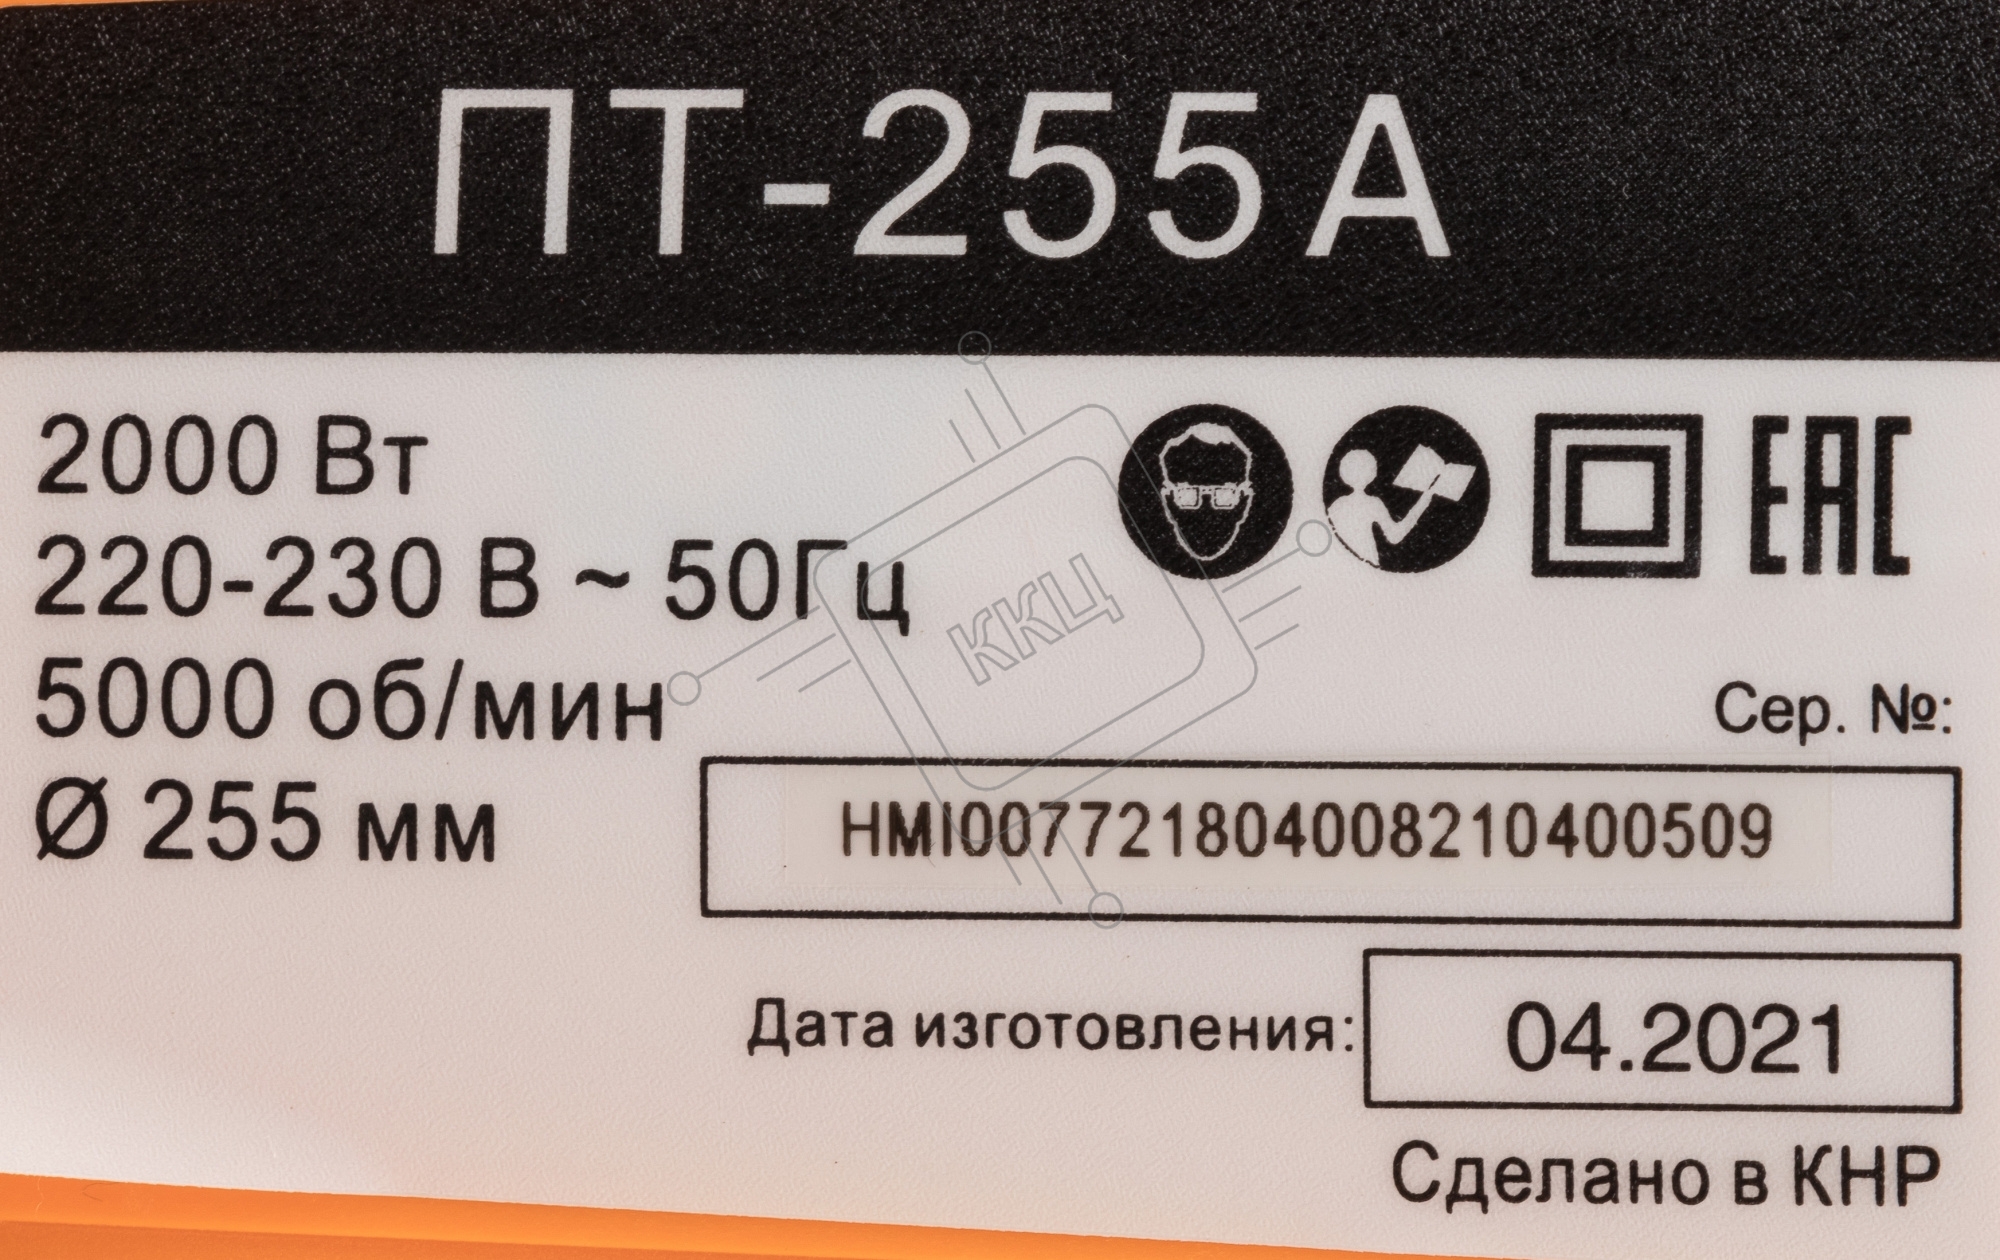 ПТ-255А
2000 Вт
220-230 В ~ 50Гц
5000 об/мин
Ø 255 мм
ЕАС
ККЦ
Сер. №:
HMI007721804008210400509
Дата изготовления:
04.2021
Сделано в КНР